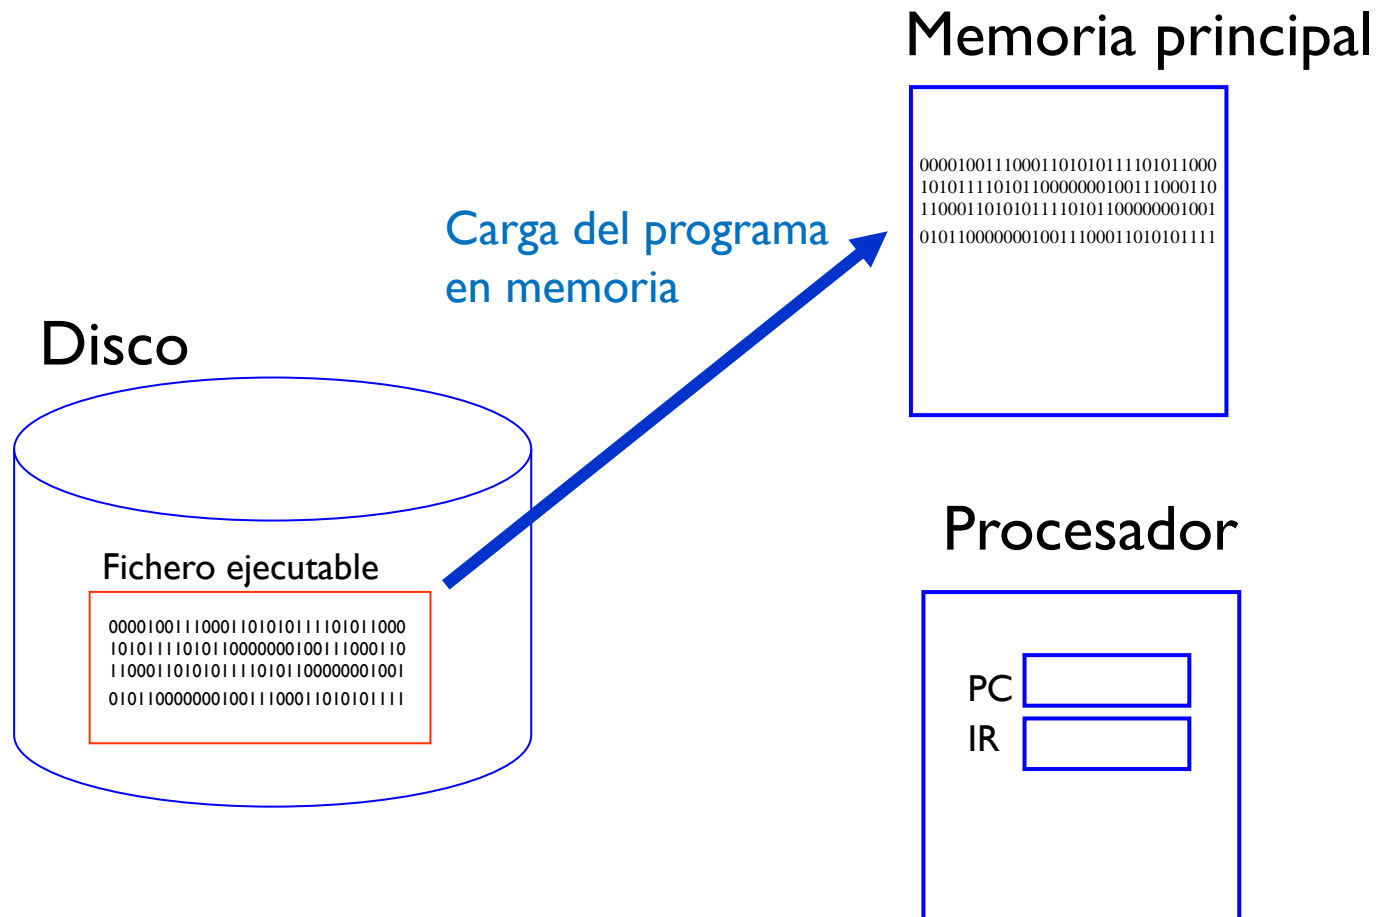 Memoria principal
00001001110001101010111101011000
10101111010110000000100111000110
11000110101011110101100000001001
01011000000010011100011010101111
Carga del programa
en memoria
Disco
Fichero ejecutable
00001001110001101010111101011000
10101111010110000000100111000110
11000110101011110101100000001001
01011000000010011100011010101111
Procesador
PC
IR